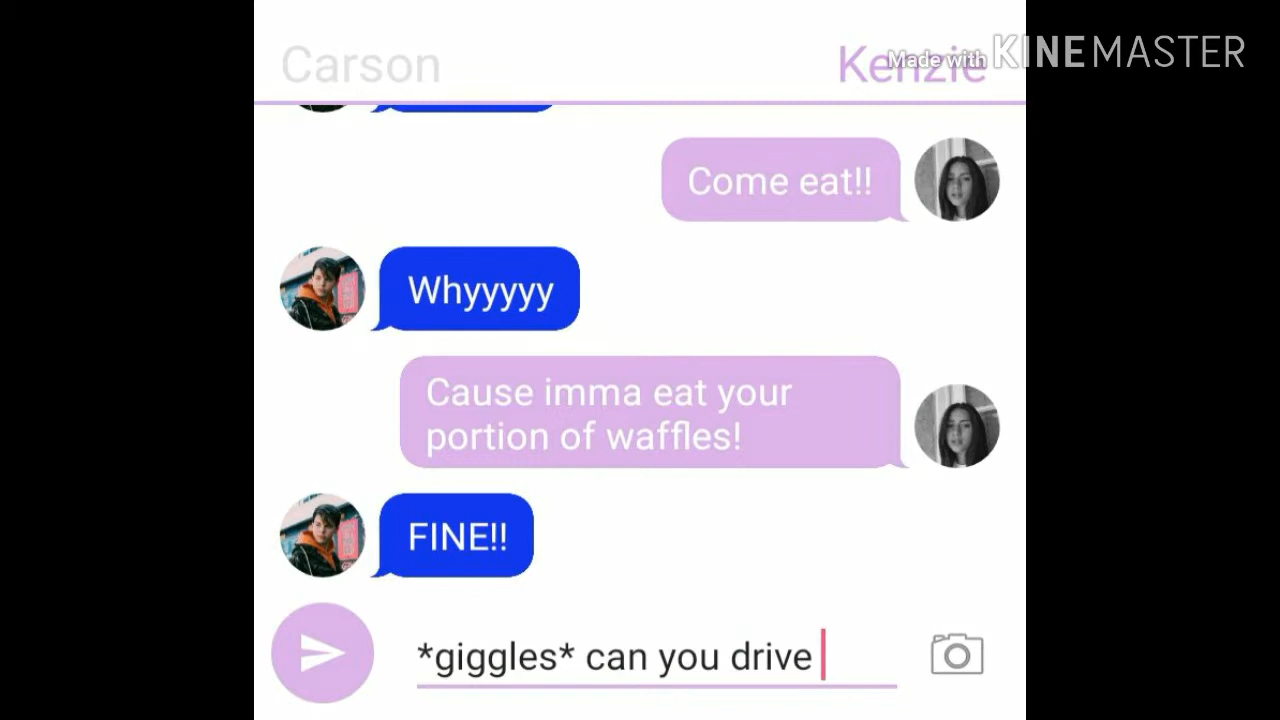 Carson
Kenzie
Made with KINEMASTER
Come eat!!
Whyyyyy
Cause imma eat your
portion of waffles!
FINE!!
*giggles* can you drive